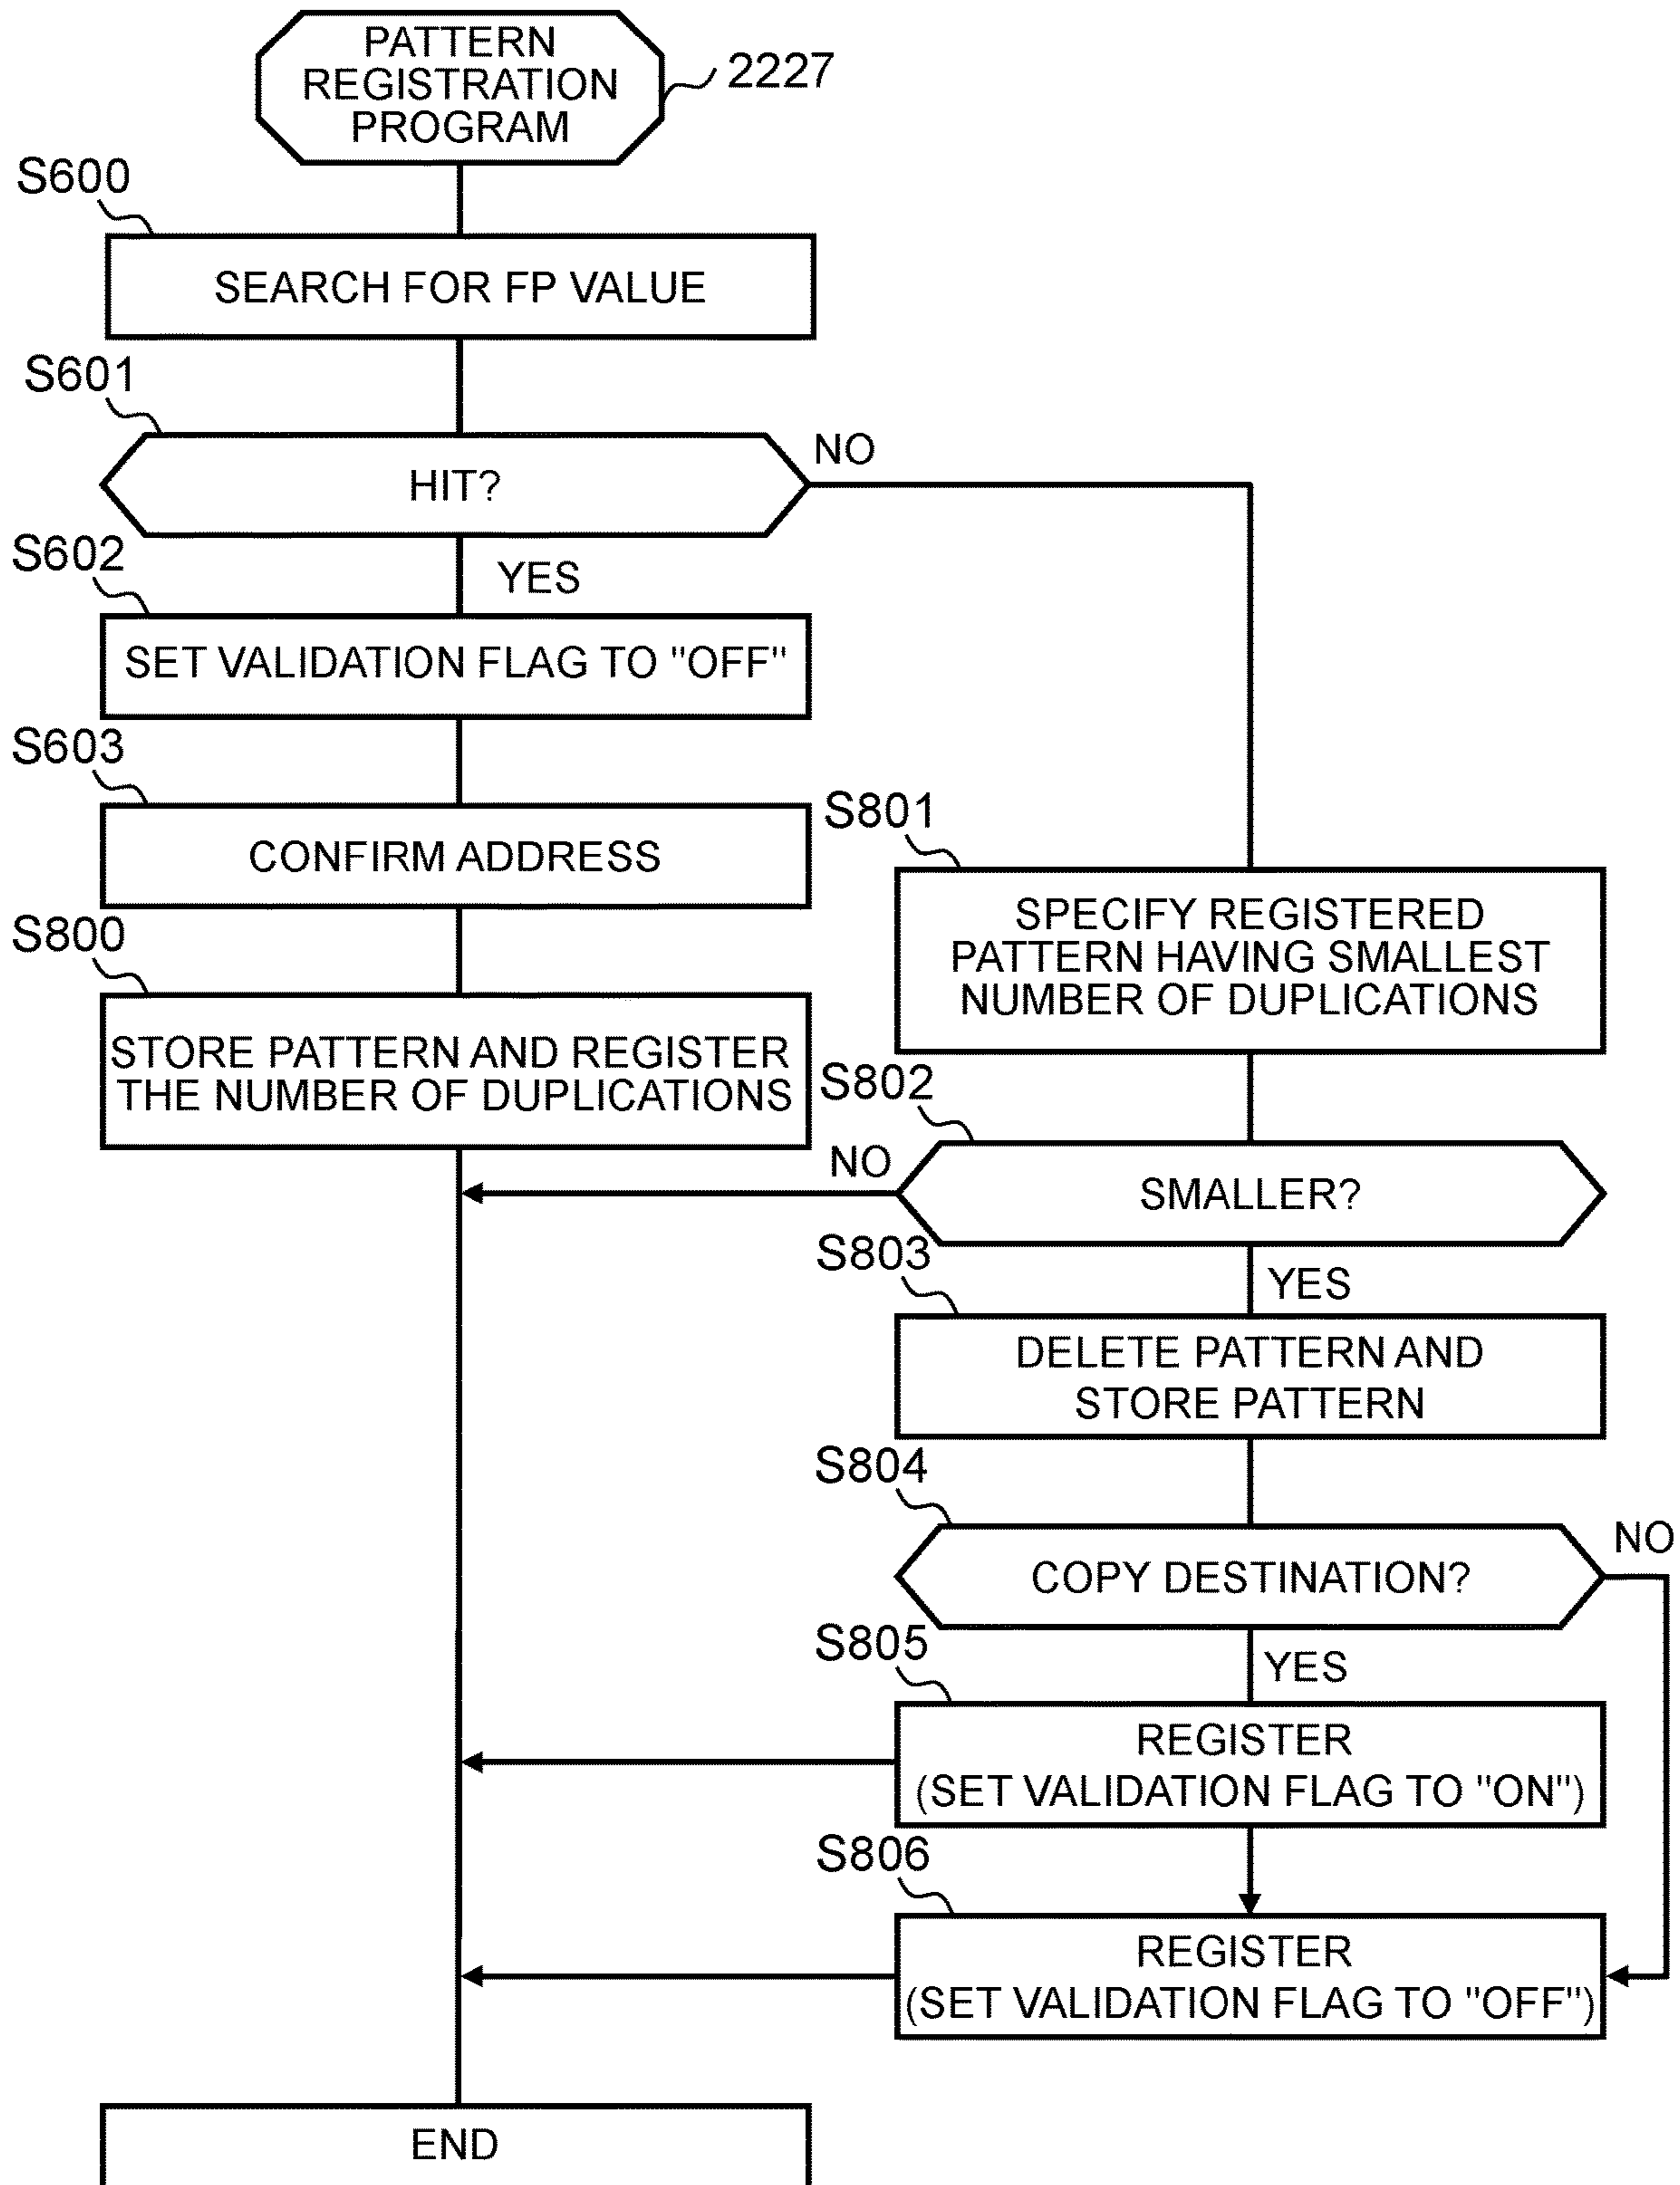 PATTERN
REGISTRATION
PROGRAM
2227
S600
SEARCH FOR FP VALUE
S601
HIT?
NO
YES
S602
SET VALIDATION FLAG TO "OFF"
S603
CONFIRM ADDRESS
S800
STORE PATTERN AND REGISTER
THE NUMBER OF DUPLICATIONS
S801
SPECIFY REGISTERED
PATTERN HAVING SMALLEST
NUMBER OF DUPLICATIONS
S802
SMALLER?
NO
YES
S803
DELETE PATTERN AND
STORE PATTERN
S804
COPY DESTINATION?
NO
YES
S805
REGISTER
(SET VALIDATION FLAG TO "ON")
S806
REGISTER
(SET VALIDATION FLAG TO "OFF")
END